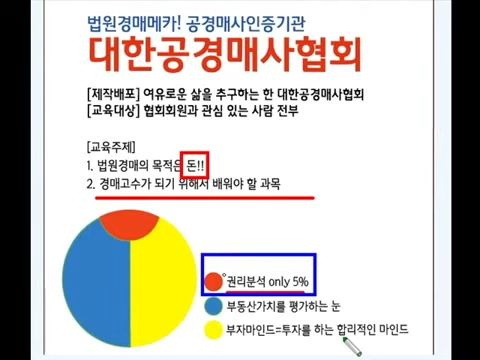 법원경매메카! 공경매사인증기관
대한공경매사협회
[제작배포] 여유로운 삶을 추구하는 한 대한공경매사협회
[교육대상] 협회회원과 관심 있는 사람 전부
[교육주제]
1. 법원경매의 목적은 돈!!
2. 경매고수가 되기 위해서 배워야 할 과목
권리분석 only 5%
부동산가치를 평가하는 눈
부자마인드=투자를 하는 합리적인 마인드